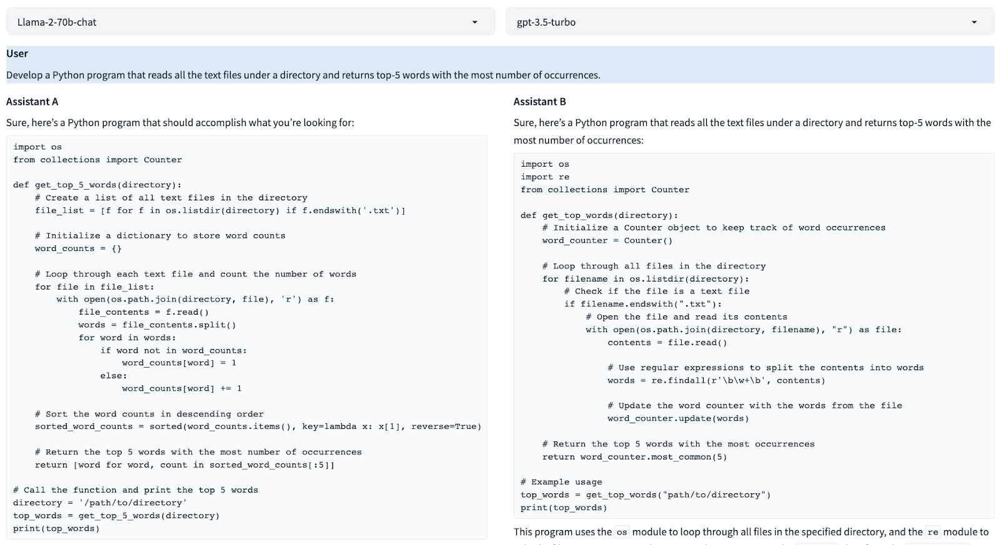 Llama-2-70b-chat
gpt-3.5-turbo
User
Develop a Python program that reads all the text files under a directory and returns top-5 words with the most number of occurrences.
Assistant A
Sure, here’s a Python program that should accomplish what you’re looking for:
import os
from collections import Counter
def get_top_5_words(directory):
    # Create a list of all text files in the directory
    file_list = [f for f in os.listdir(directory) if f.endswith('.txt')]
    # Initialize a dictionary to store word counts
    word_counts = {}
    # Loop through each text file and count the number of words
    for file in file_list:
        with open(os.path.join(directory, file), 'r') as f:
            file_contents = f.read()
            words = file_contents.split()
            for word in words:
                if word not in word_counts:
                    word_counts[word] = 1
                else:
                    word_counts[word] += 1
    # Sort the word counts in descending order
    sorted_word_counts = sorted(word_counts.items(), key=lambda x: x[1], reverse=True)
    # Return the top 5 words with the most number of occurrences
    return [word for word, count in sorted_word_counts[:5]]
# Call the function and print the top 5 words
directory = '/path/to/directory'
top_words = get_top_5_words(directory)
print(top_words)
Assistant B
Sure, here’s a Python program that reads all the text files under a directory and returns top-5 words with the
most number of occurrences:
import os
import re
from collections import Counter
def get_top_words(directory):
    # Initialize a Counter object to keep track of word occurrences
    word_counter = Counter()
    # Loop through all files in the directory
    for filename in os.listdir(directory):
        # Check if the file is a text file
        if filename.endswith(".txt"):
            # Open the file and read its contents
            with open(os.path.join(directory, filename), "r") as file:
                contents = file.read()
                # Use regular expressions to split the contents into words
                words = re.findall(r'\b\w+\b', contents)
                # Update the word counter with the words from the file
                word_counter.update(words)
    # Return the top 5 words with the most occurrences
    return word_counter.most_common(5)
# Example usage
top_words = get_top_words("path/to/directory")
print(top_words)
This program uses the os module to loop through all files in the specified directory, and the re module to